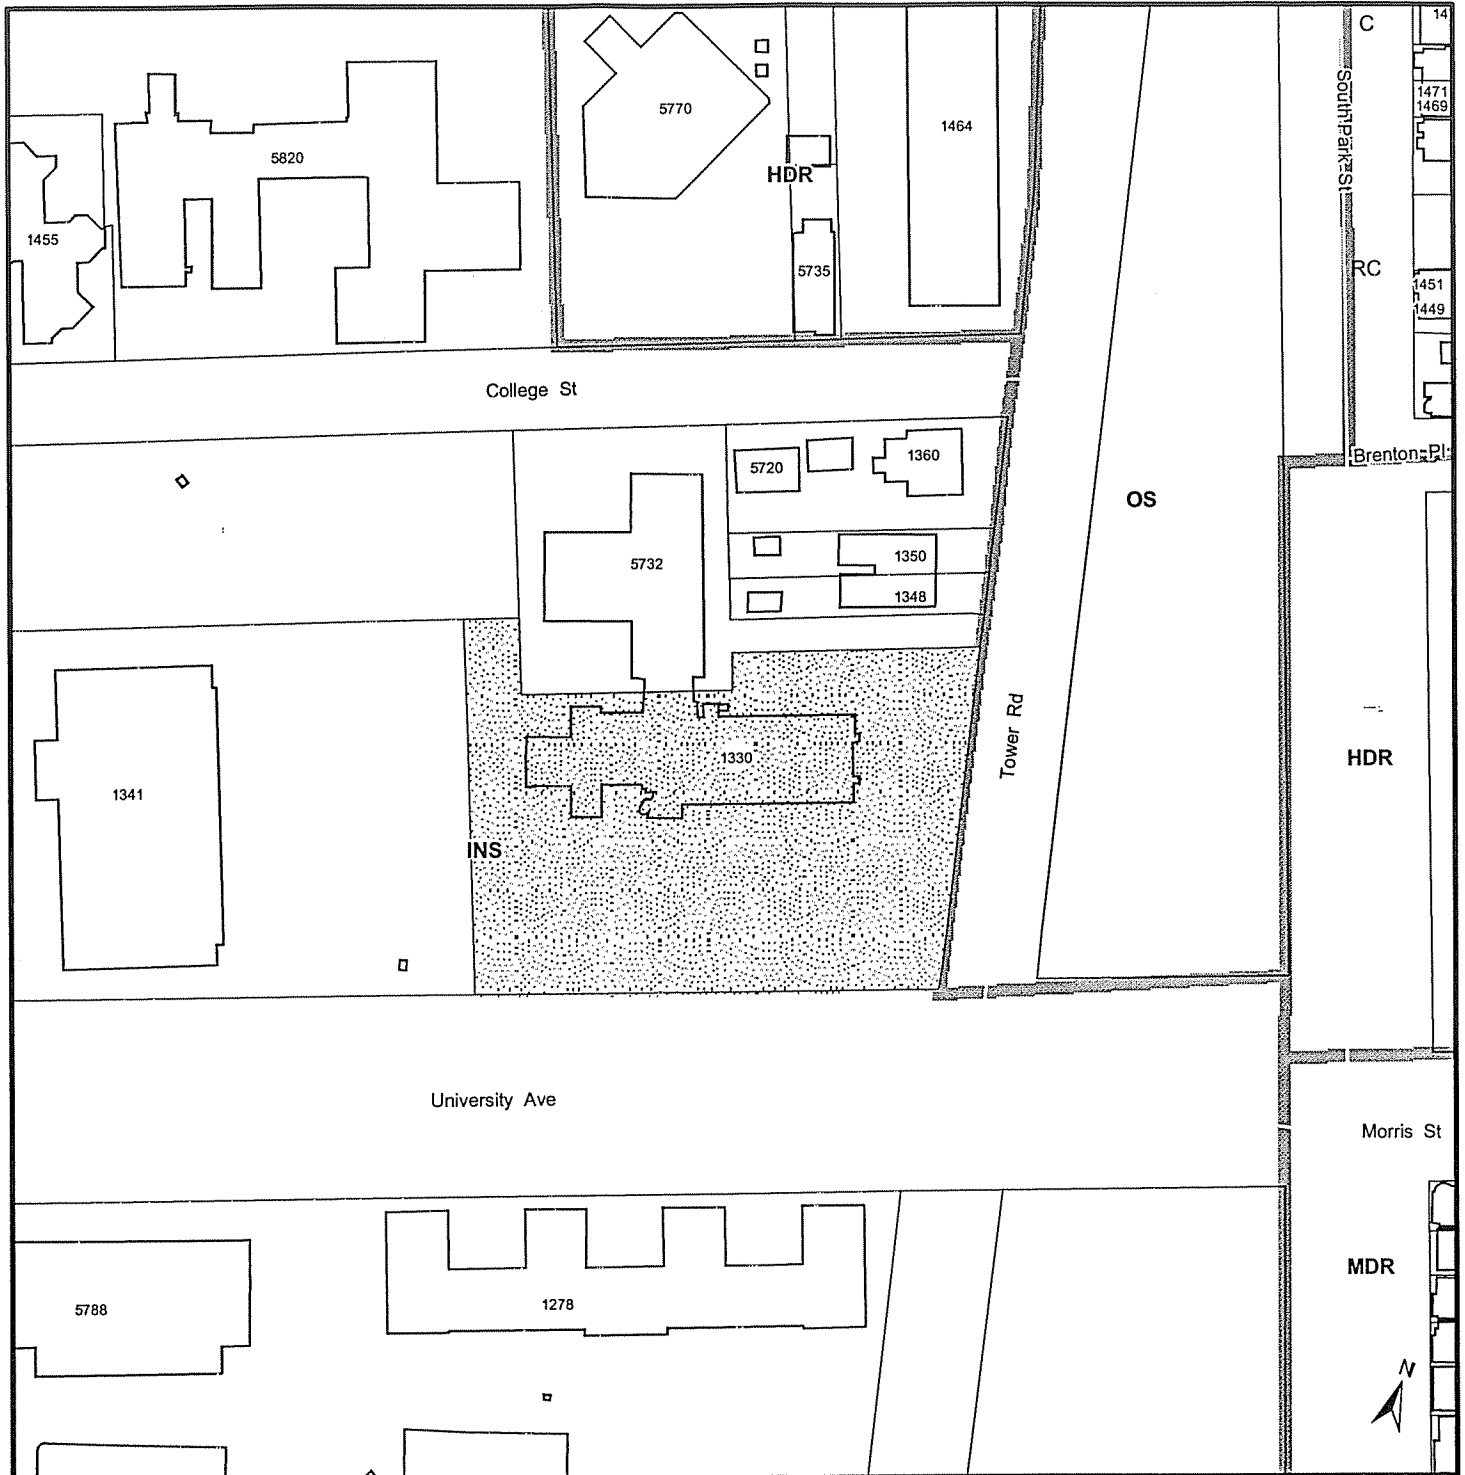 14
C
South Park St
1471
1469
5770
1464
5820
HDR
1455
5735
RC
1451
1449
College St
5720
1360
Brenton Pl
OS
5732
1350
1348
Tower Rd
1330
HDR
1341
INS
University Ave
Morris St
MDR
5788
1278
N